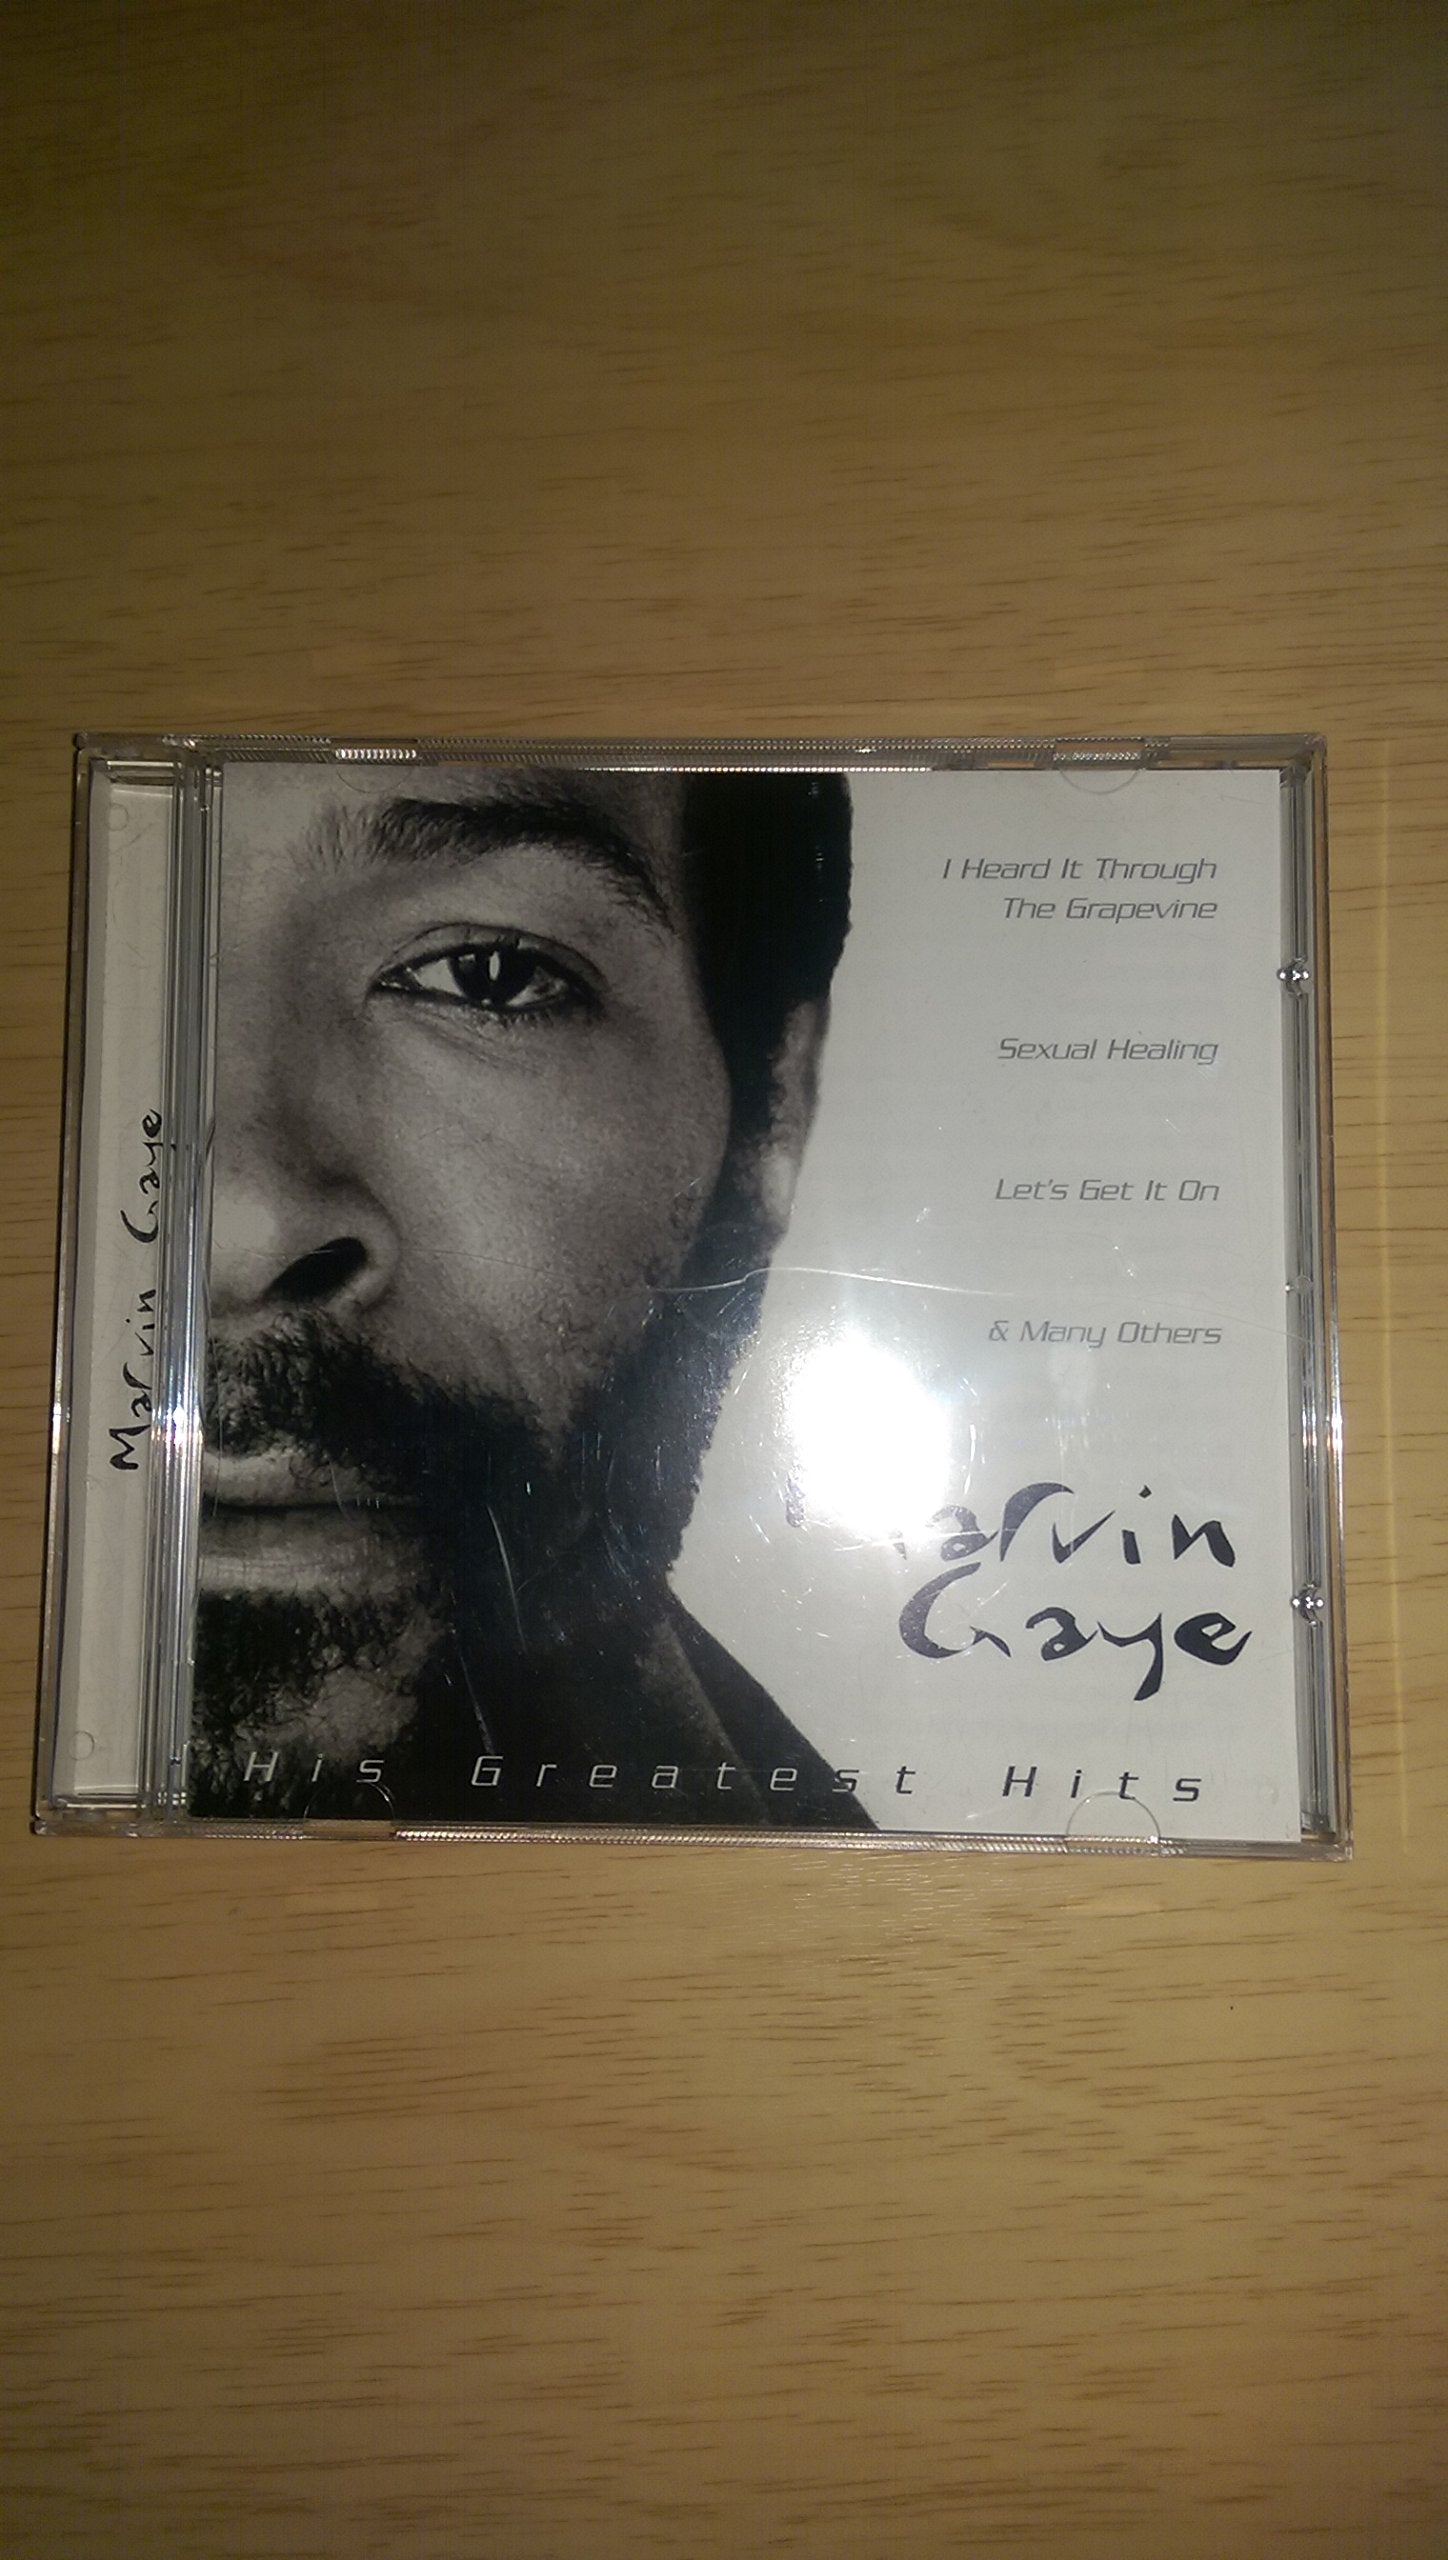 Marvin Gaye
I Heard It Through
The Grapevine
Sexual Healing
Let's Get It On
& Many Others
Marvin
Gaye
His Greatest Hits